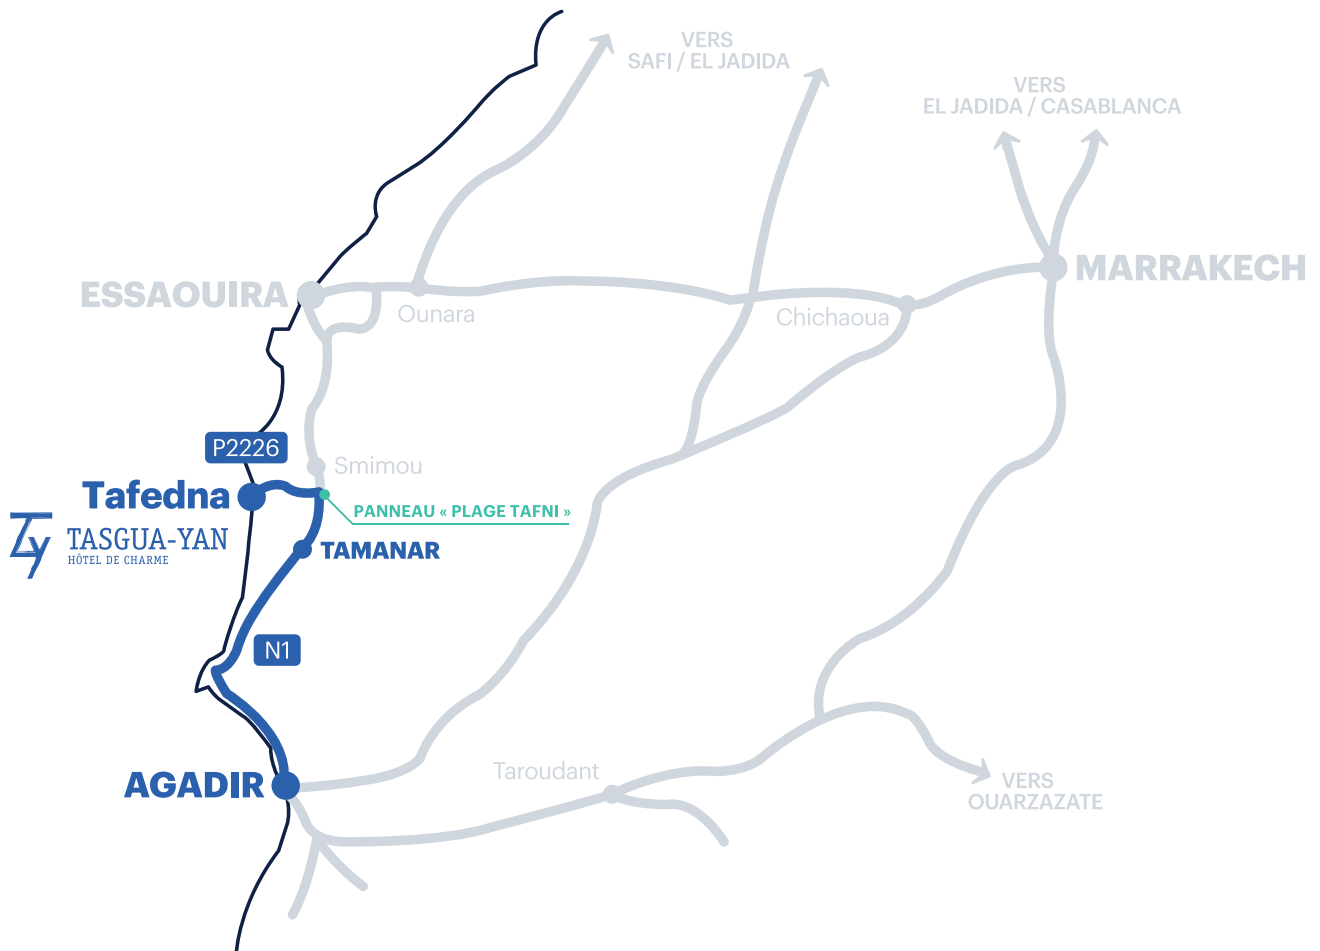 VERS
SAFI / EL JADIDA
VERS
EL JADIDA / CASABLANCA
ESSAOUIRA
MARRAKECH
Ounara
Chichaoua
P2226
Smimou
Tafedna
PANNEAU « PLAGE TAFNI »
Ty
TASGUA-YAN
HÔTEL DE CHARME
TAMANAR
N1
AGADIR
Taroudant
VERS
OUARZAZATE